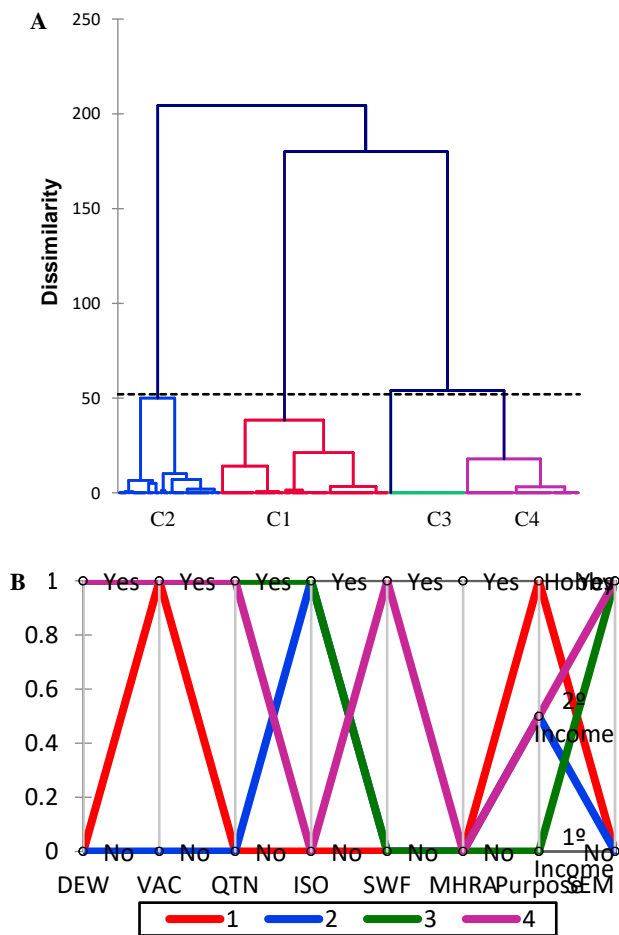 A
250
200
150
100
50
0
Dissimilarity
C2 C1 C3 C4
B
1
0.8
0.6
0.4
0.2
0
Yes Yes Yes Yes Yes Yes Hobby Yes
2º
Income
1º
Income
No No No No No No No
DEW VAC QTN ISO SWF MHRA Purpose SEM
1 2 3 4